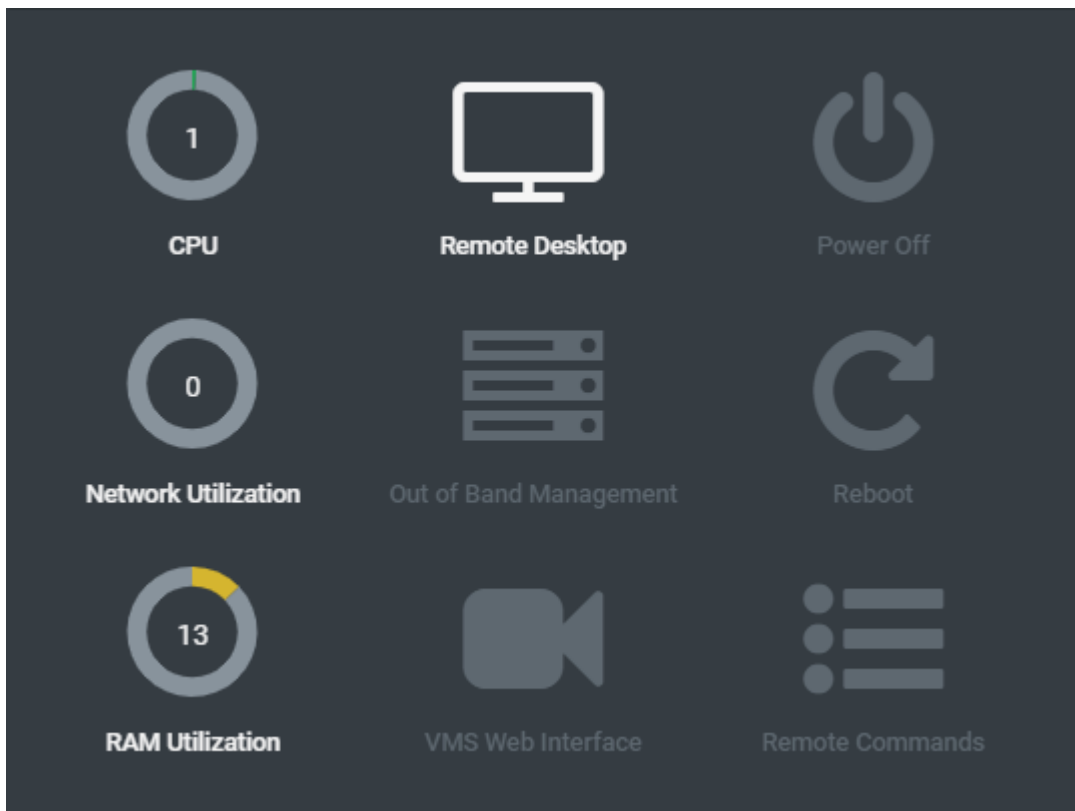 1
CPU
Remote Desktop
Power Off
0
Network Utilization
Out of Band Management
Reboot
13
RAM Utilization
VMS Web Interface
Remote Commands